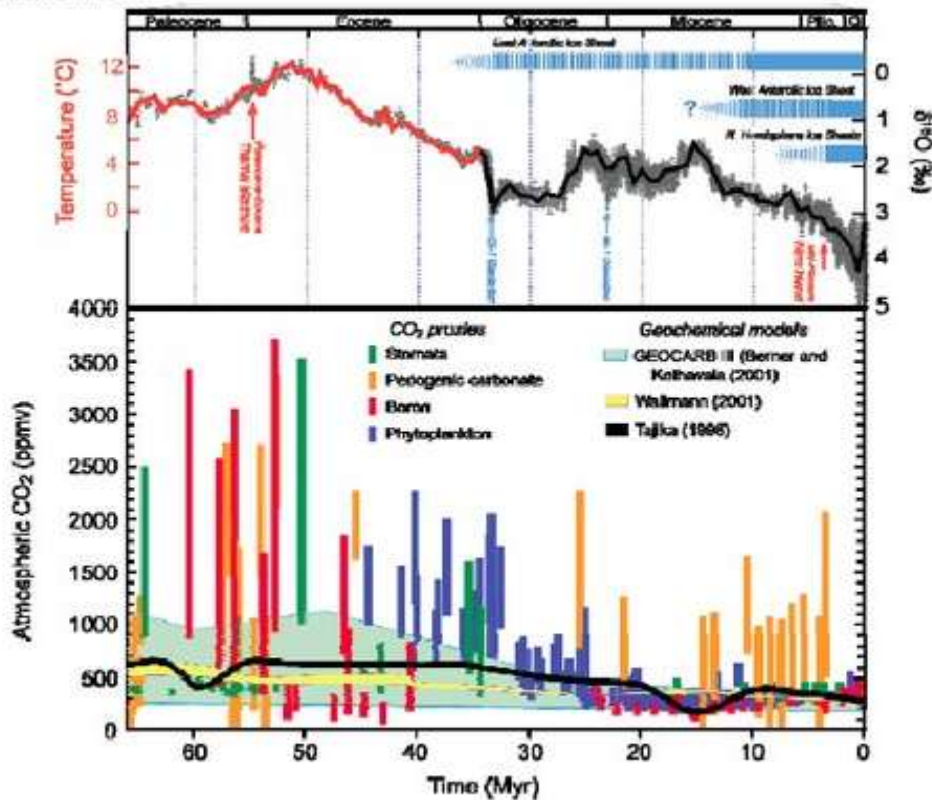 Paleocene Eocene Oligocene Miocene Plio. Q
East Antarctic Ice Sheet
West Antarctic Ice Sheet
?
N. Hemisphere Ice Sheets
Temperature (°C)
12
8
4
0
δ¹⁸O (‰)
0
1
2
3
4
5
CO₂ proxies
Stomata
Pedogenic carbonate
Boron
Phytoplankton
Geochemical models
GEOCARB III (Berner and
Kothavala (2001)
Wallmann (2001)
Tajika (1998)
Atmospheric CO₂ (ppmv)
4000
3500
3000
2500
2000
1500
1000
500
0
60 50 40 30 20 10 0
Time (Myr)